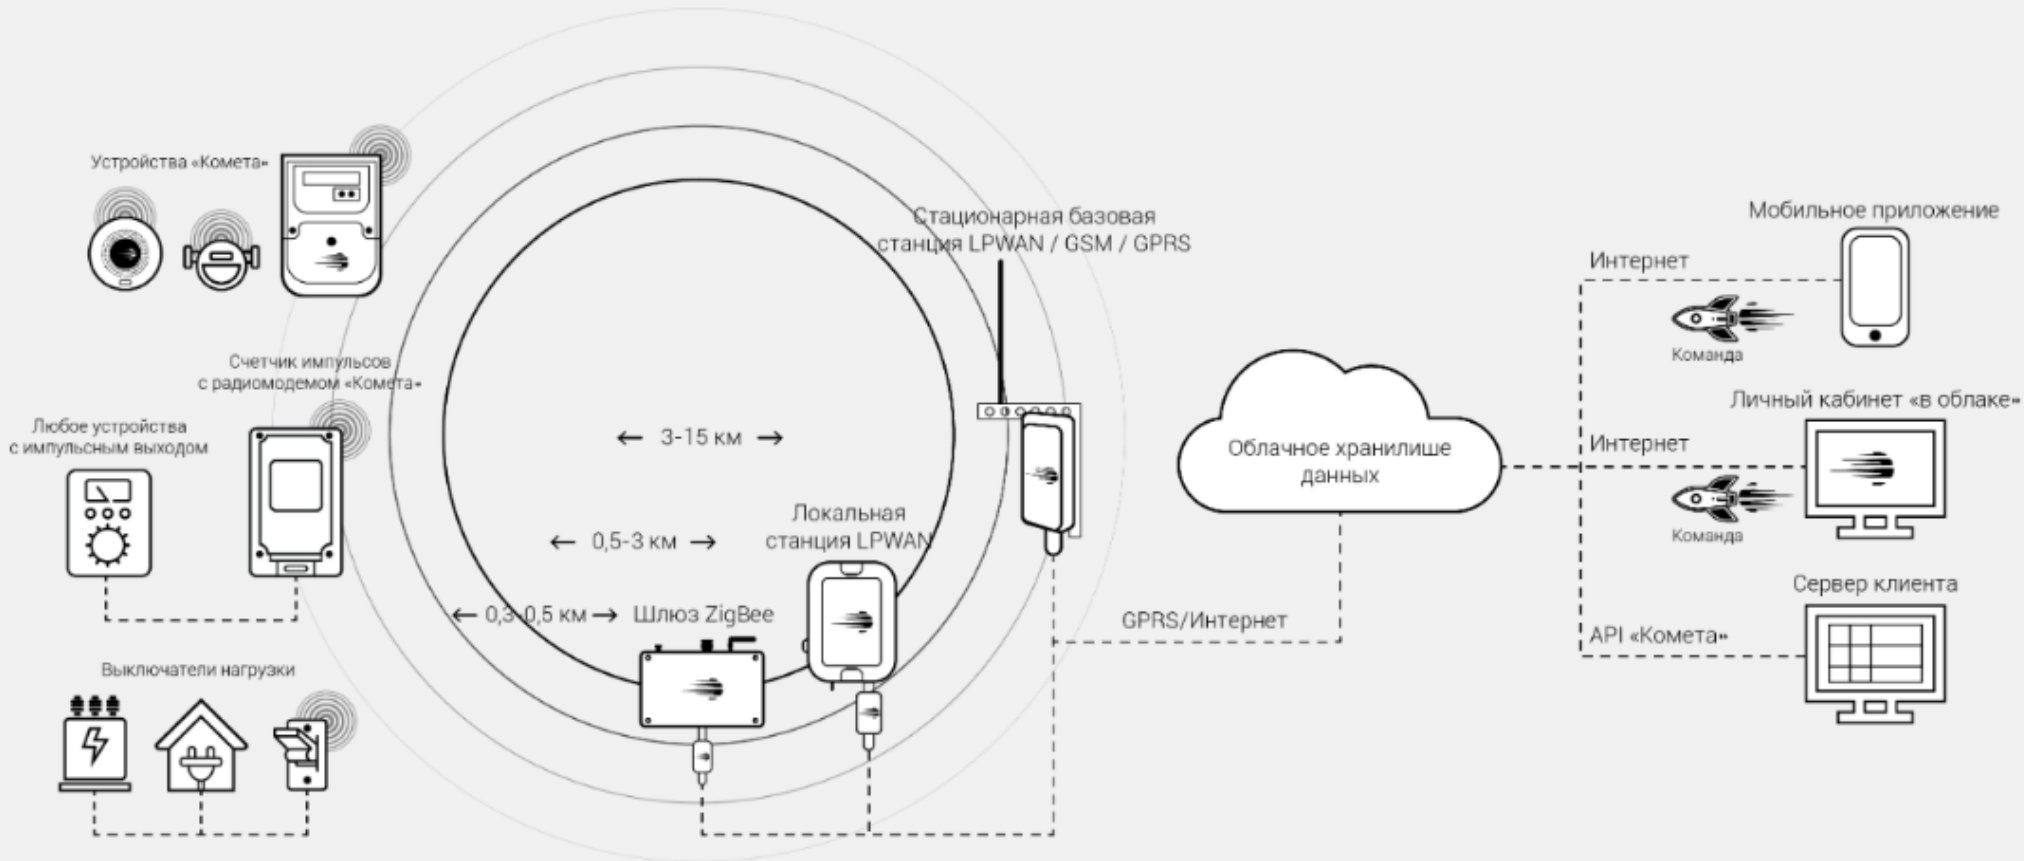 Устройства «Комета»
Счетчик импульсов
с радиомодемом «Комета»
Любое устройства
с импульсным выходом
Выключатели нагрузки
Стационарная базовая
станция LPWAN / GSM / GPRS
3-15 км
0,5-3 км
Локальная
станция LPWAN
0,3-0,5 км
Шлюз ZigBee
GPRS/Интернет
Облачное хранилише
данных
Мобильное приложение
Интернет
Команда
Личный кабинет «в облаке»
Интернет
Команда
Сервер клиента
API «Комета»